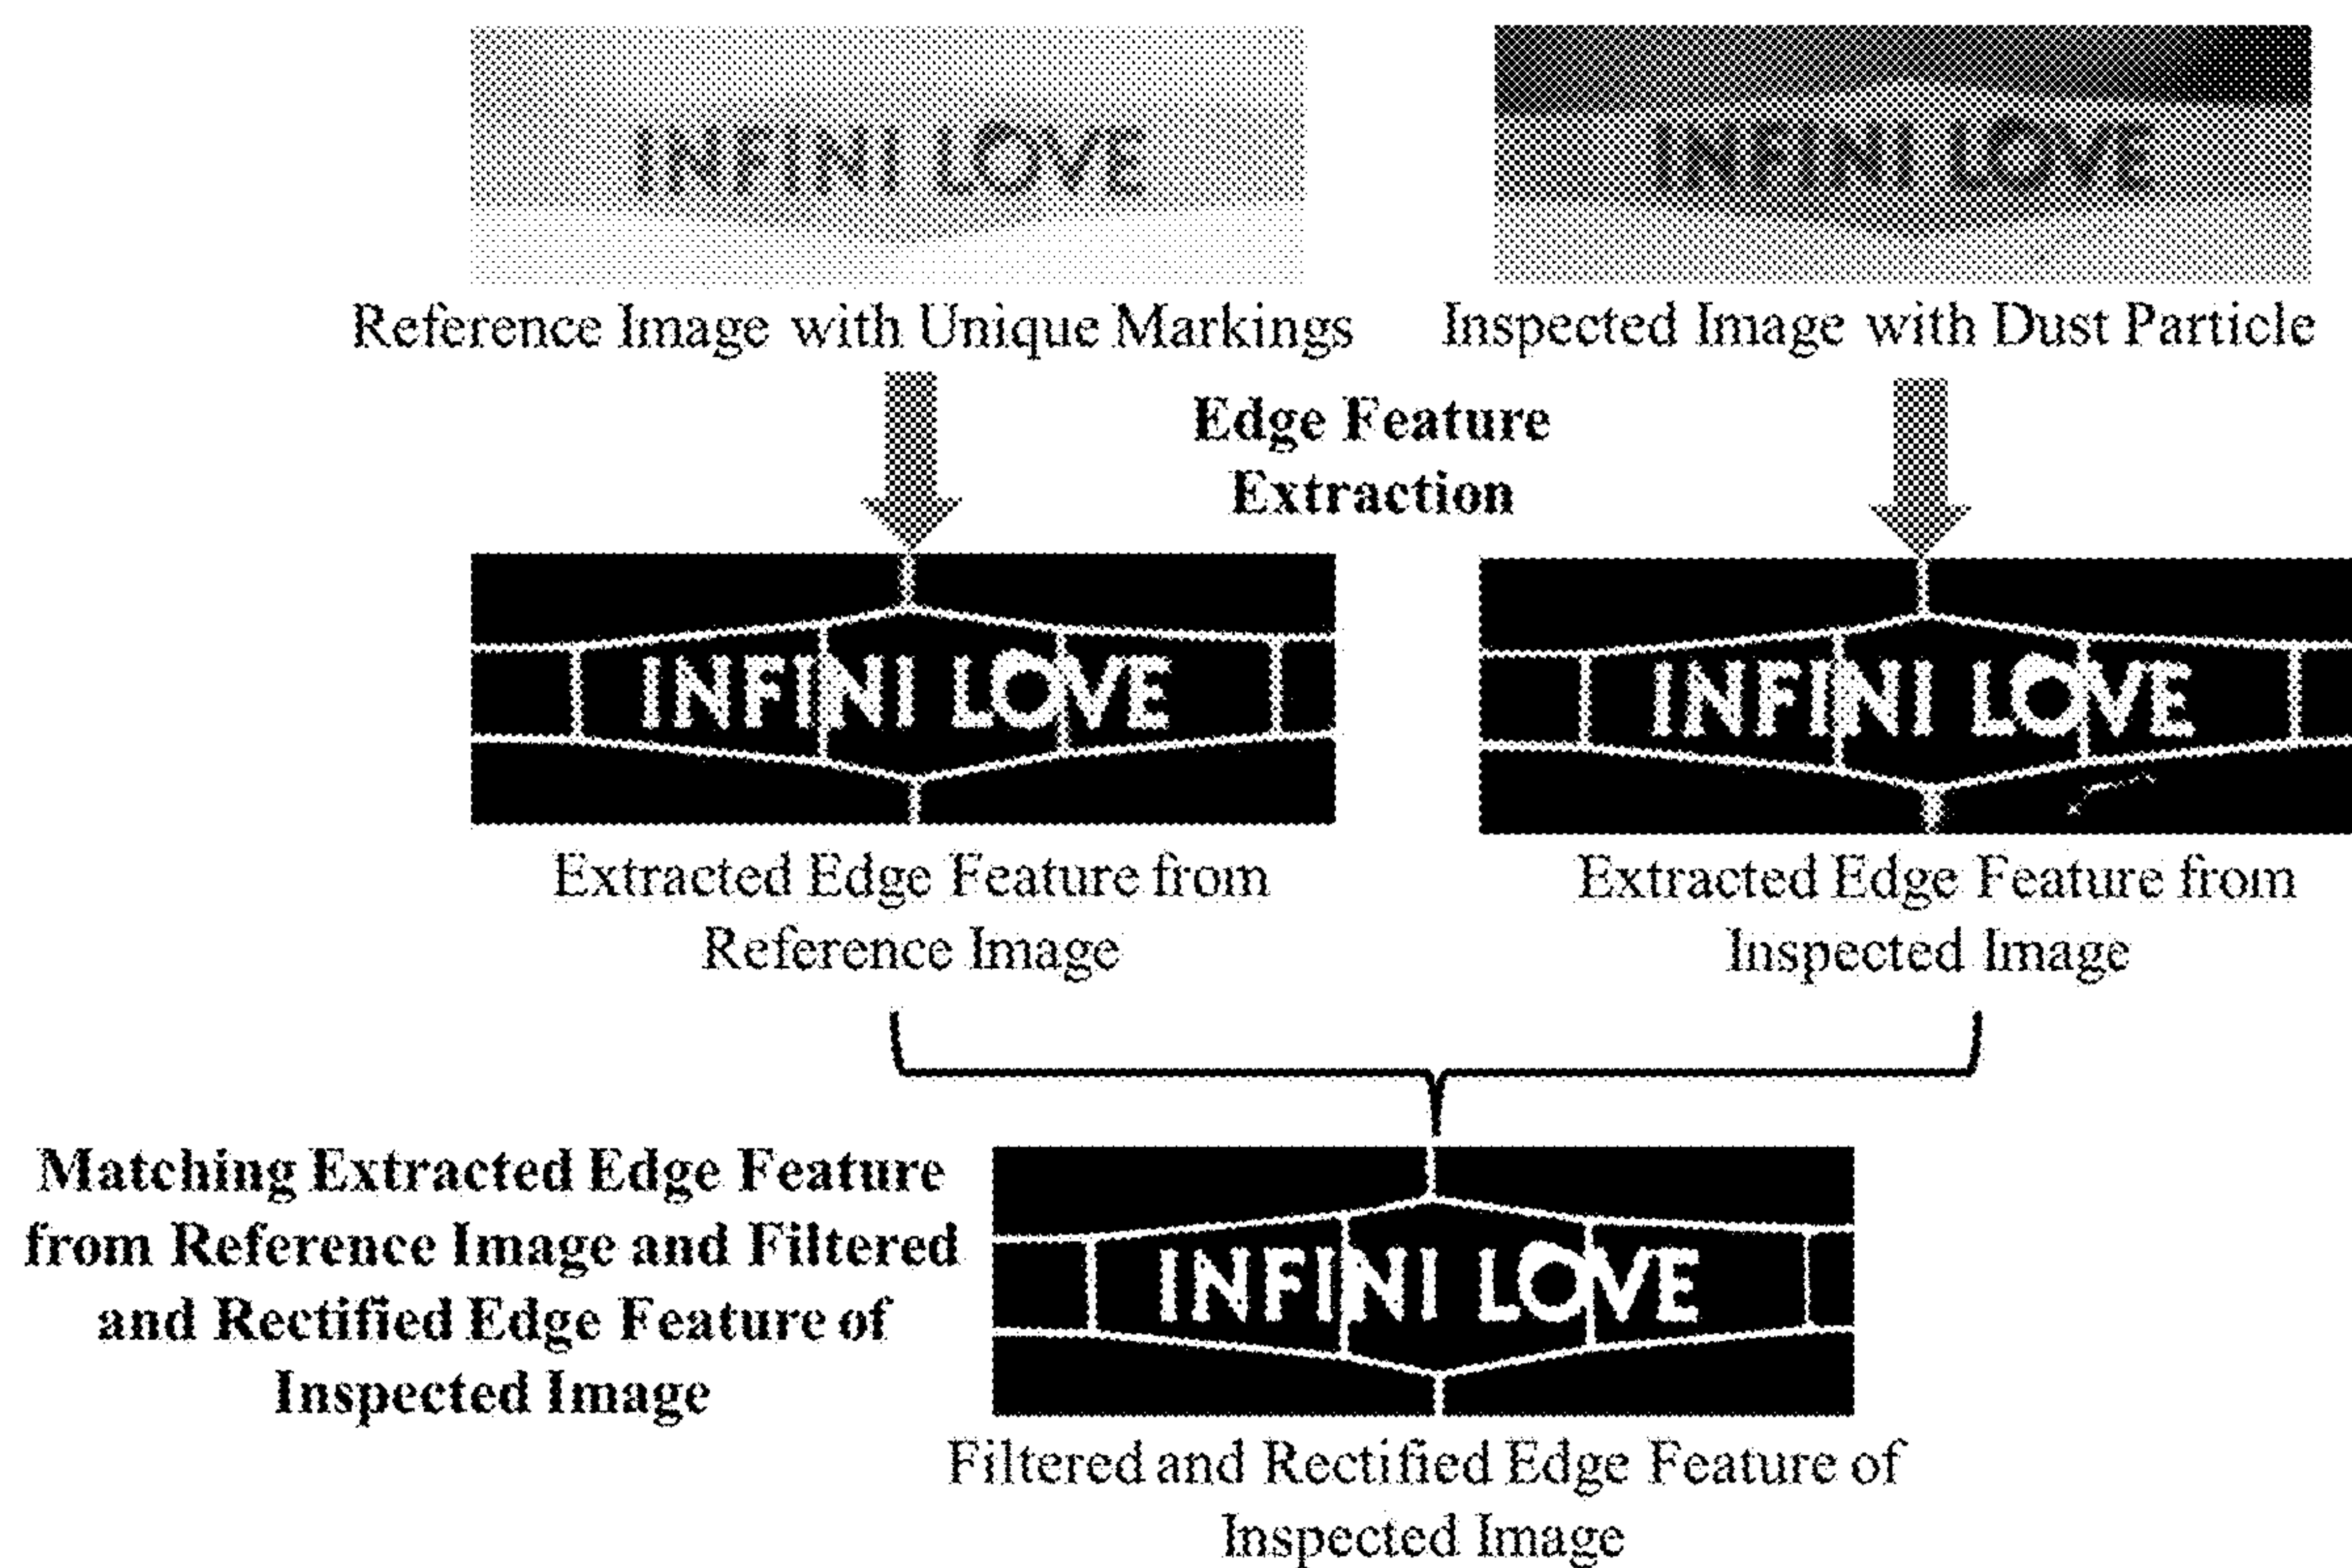 INFINI LOVE
INFINI LOVE
Reference Image with Unique Markings
Inspected Image with Dust Particle
Edge Feature
Extraction
INFINI LOVE
INFINI LOVE
Extracted Edge Feature from
Reference Image
Extracted Edge Feature from
Inspected Image
Matching Extracted Edge Feature
from Reference Image and Filtered
and Rectified Edge Feature of
Inspected Image
INFINI LOVE
Filtered and Rectified Edge Feature of
Inspected Image